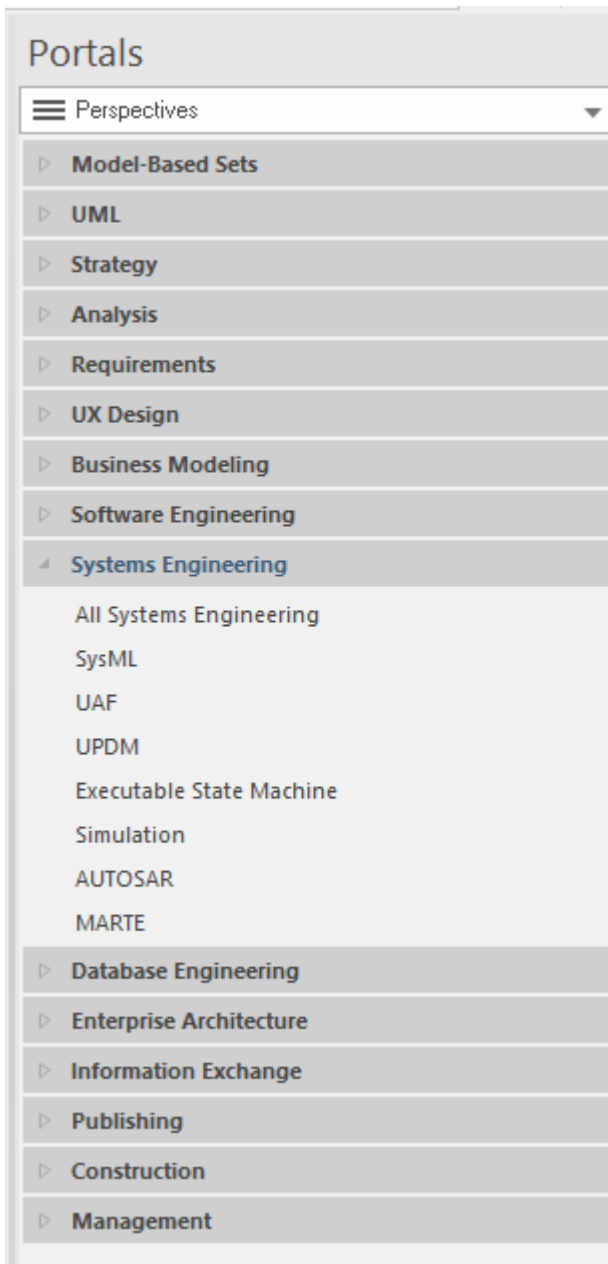 Portals
Perspectives
Model-Based Sets
UML
Strategy
Analysis
Requirements
UX Design
Business Modeling
Software Engineering
Systems Engineering
All Systems Engineering
SysML
UAF
UPDM
Executable State Machine
Simulation
AUTOSAR
MARTE
Database Engineering
Enterprise Architecture
Information Exchange
Publishing
Construction
Management